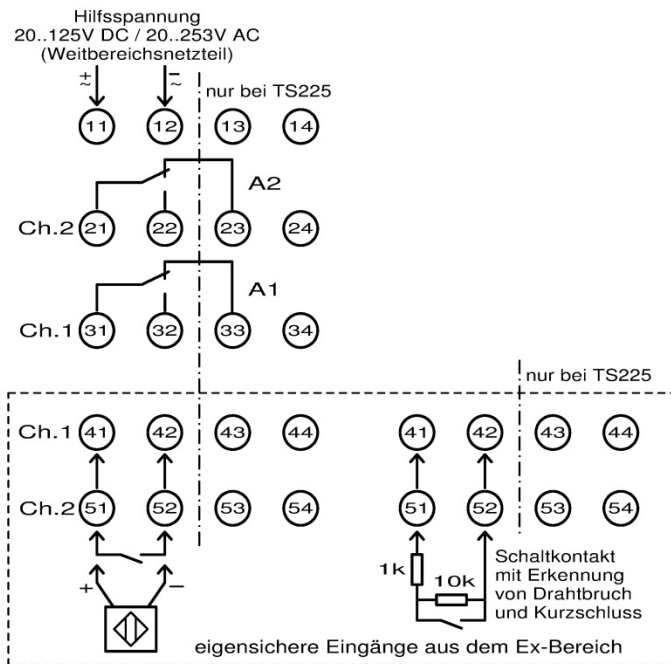 Hilfsspannung
20..125V DC / 20..253V AC
(Weitbereichsnetzteil)
+ ~ − ~
nur bei TS225
11 12 13 14
A2
Ch.2 21 22 23 24
A1
Ch.1 31 32 33 34
nur bei TS225
Ch.1 41 42 43 44 41 42 43 44
Ch.2 51 52 53 54 51 52 53 54
1k
10k
Schaltkontakt
mit Erkennung
von Drahtbruch
und Kurzschluss
+ −
eigensichere Eingänge aus dem Ex-Bereich